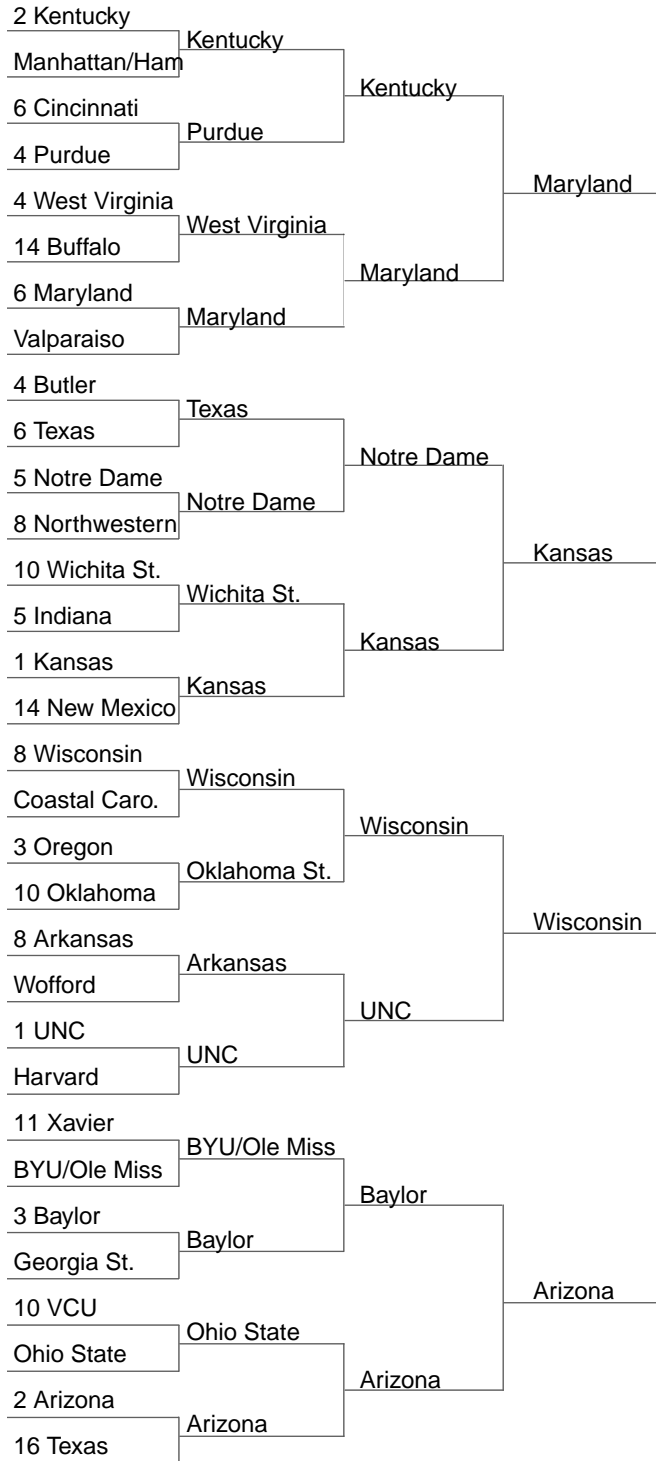 2 Kentucky
Manhattan/Ham
6 Cincinnati
4 Purdue
4 West Virginia
14 Buffalo
6 Maryland
Valparaiso
4 Butler
6 Texas
5 Notre Dame
8 Northwestern
10 Wichita St.
5 Indiana
1 Kansas
14 New Mexico
8 Wisconsin
Coastal Caro.
3 Oregon
10 Oklahoma
8 Arkansas
Wofford
1 UNC
Harvard
11 Xavier
BYU/Ole Miss
3 Baylor
Georgia St.
10 VCU
Ohio State
2 Arizona
16 Texas
Kentucky
Purdue
West Virginia
Maryland
Texas
Notre Dame
Wichita St.
Kansas
Wisconsin
Oklahoma St.
Arkansas
UNC
BYU/Ole Miss
Baylor
Ohio State
Arizona
Kentucky
Maryland
Notre Dame
Kansas
Wisconsin
UNC
Baylor
Arizona
Maryland
Kansas
Wisconsin
Arizona